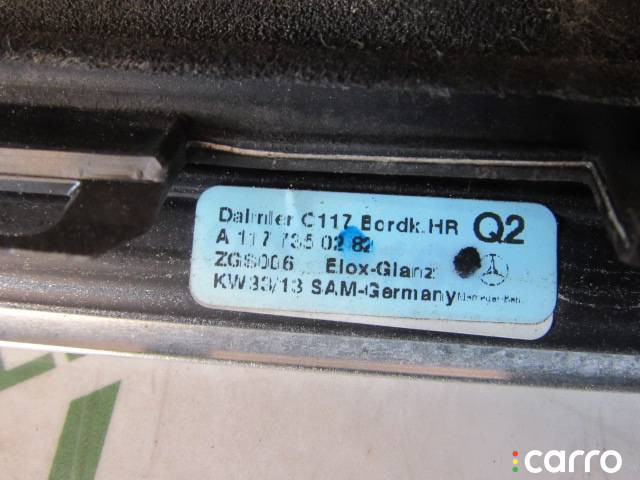 Daimler C117 Bordk.HR Q2
A 117 735 02 82
ZGS006 Elox-Glanz
KW33/13 SAM-Germany
carro